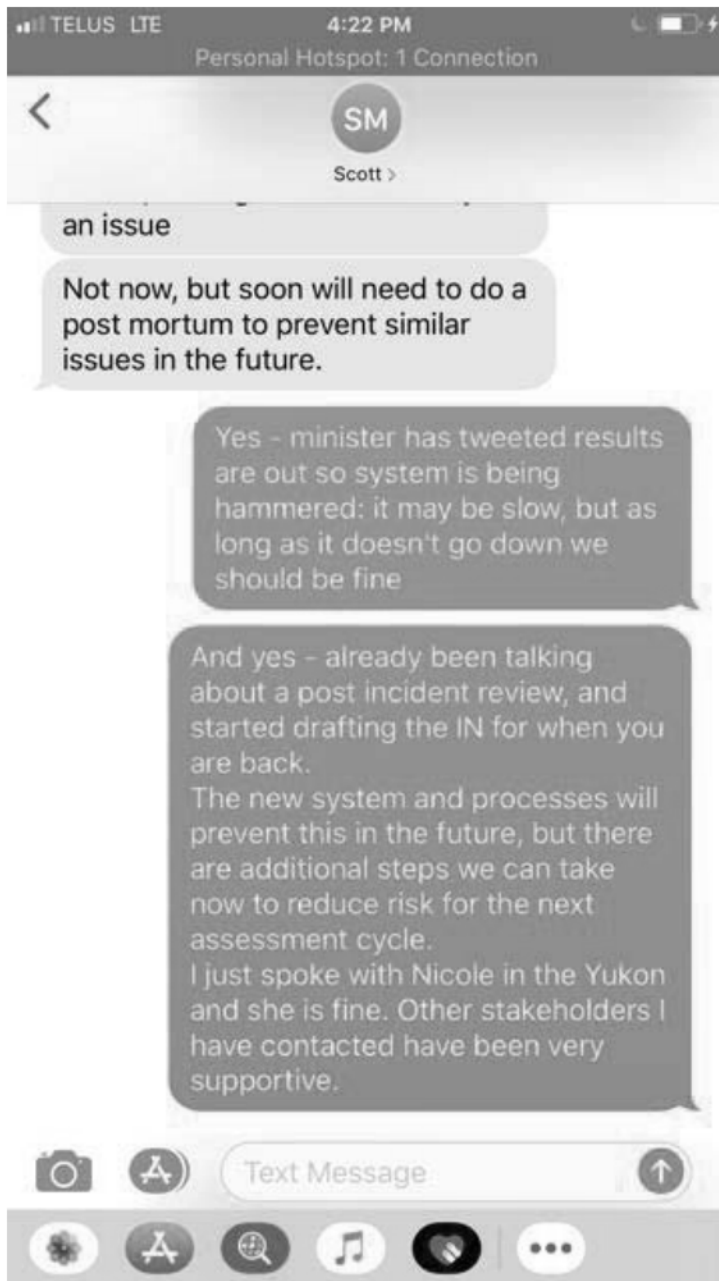 TELUS LTE 4:22 PM
Personal Hotspot: 1 Connection
SM
Scott >
an issue
Not now, but soon will need to do a
post mortum to prevent similar
issues in the future.
Yes - minister has tweeted results
are out so system is being
hammered: it may be slow, but as
long as it doesn't go down we
should be fine
And yes - already been talking
about a post incident review, and
started drafting the IN for when you
are back.
The new system and processes will
prevent this in the future, but there
are additional steps we can take
now to reduce risk for the next
assessment cycle.
I just spoke with Nicole in the Yukon
and she is fine. Other stakeholders I
have contacted have been very
supportive.
Text Message